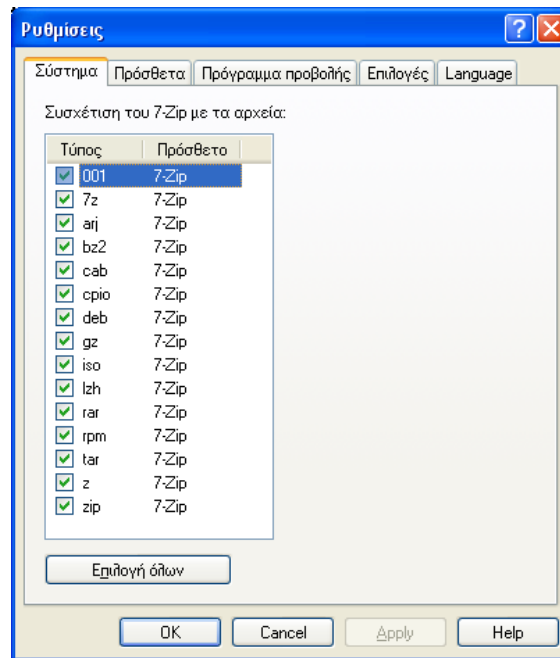 Ρυθμίσεις
Σύστημα Πρόσθετα Πρόγραμμα προβολής Επιλογές Language
Συσχέτιση του 7-Zip με τα αρχεία:
Τύπος Πρόσθετο
001 7-Zip
7z 7-Zip
arj 7-Zip
bz2 7-Zip
cab 7-Zip
cpio 7-Zip
deb 7-Zip
gz 7-Zip
iso 7-Zip
lzh 7-Zip
rar 7-Zip
rpm 7-Zip
tar 7-Zip
z 7-Zip
zip 7-Zip
Επιλογή όλων
OK Cancel Apply Help